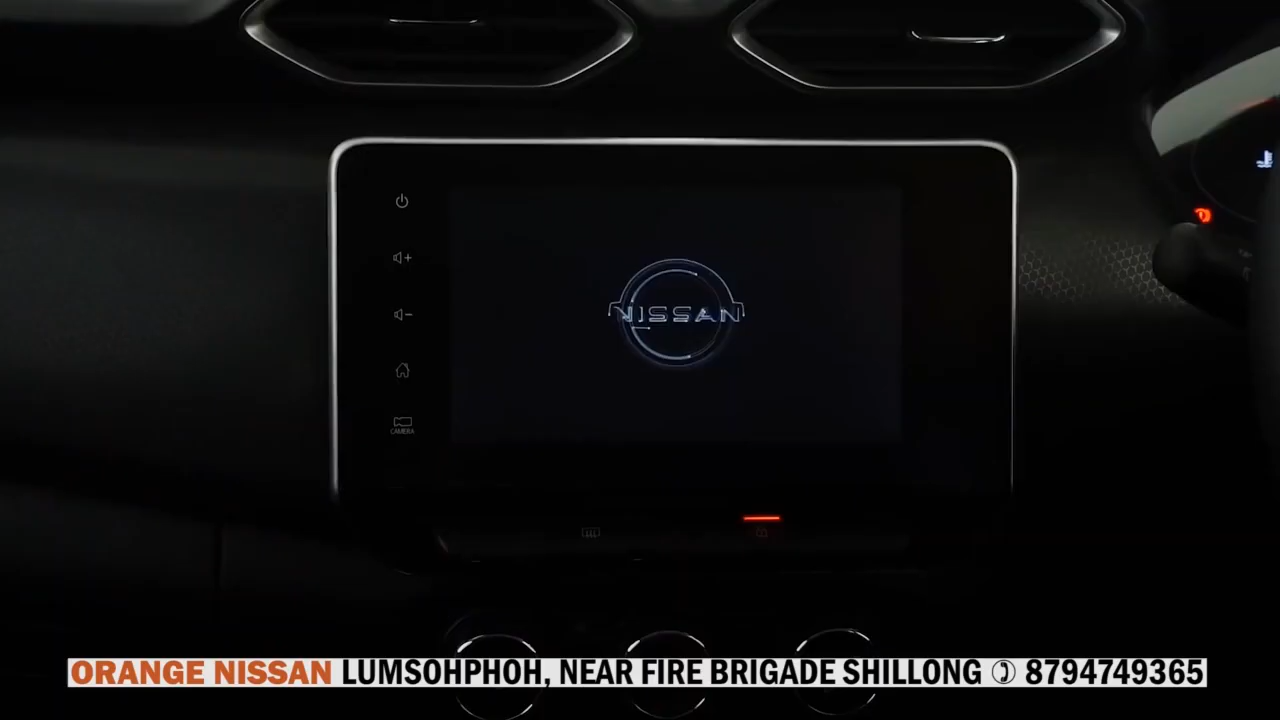 NISSAN
CAMERA
ORANGE NISSAN LUMSOHPHOH, NEAR FIRE BRIGADE SHILLONG ✆ 8794749365